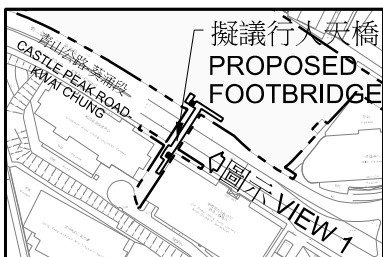 擬議行人天橋
PROPOSED
FOOTBRIDGE
青山公路-葵涌段
CASTLE PEAK ROAD-
KWAI CHUNG
圖示 VIEW 1